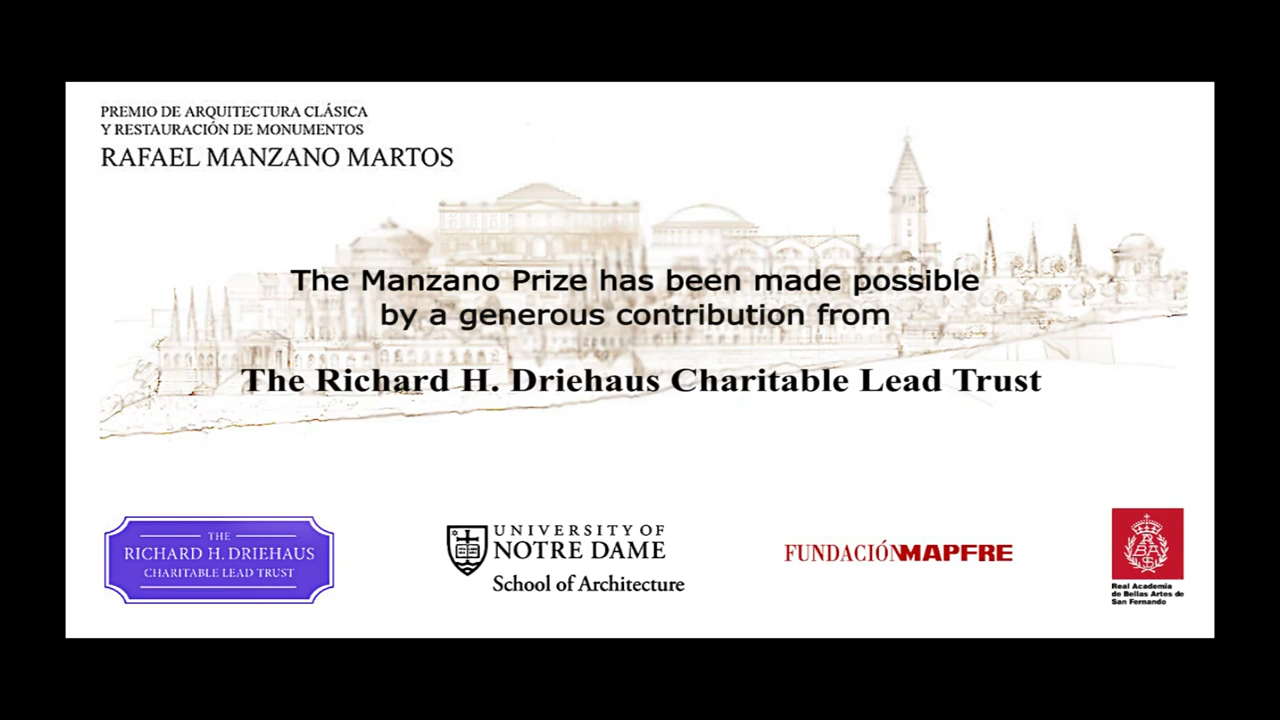 PREMIO DE ARQUITECTURA CLÁSICA
Y RESTAURACIÓN DE MONUMENTOS
RAFAEL MANZANO MARTOS
The Manzano Prize has been made possible
by a generous contribution from
The Richard H. Driehaus Charitable Lead Trust
THE
RICHARD H. DRIEHAUS
CHARITABLE LEAD TRUST
UNIVERSITY OF
NOTRE DAME
School of Architecture
FUNDACIÓN MAPFRE
Real Academia
de Bellas Artes de
San Fernando